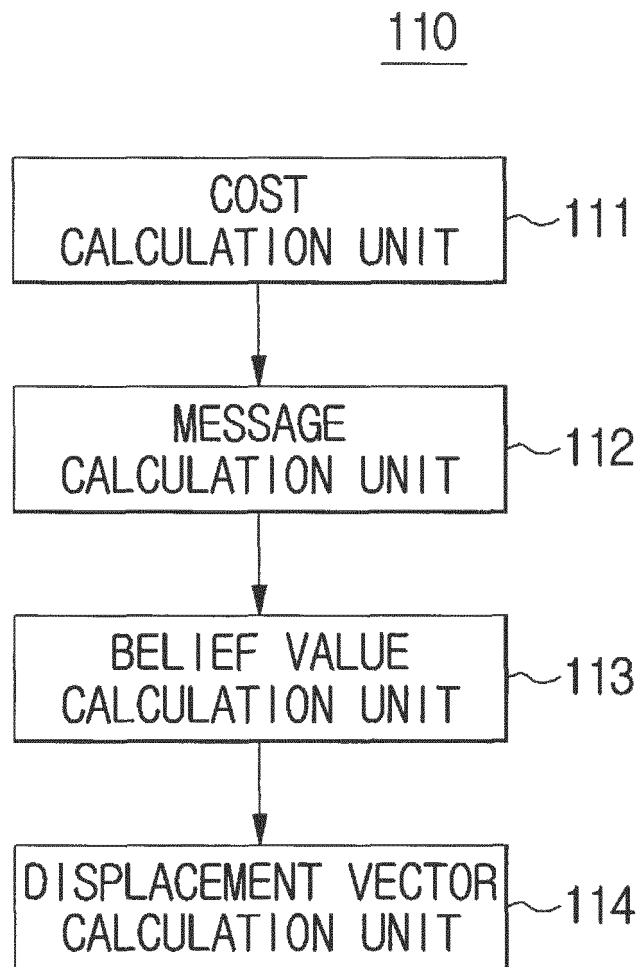 110
COST
CALCULATION UNIT
111
MESSAGE
CALCULATION UNIT
112
BELIEF VALUE
CALCULATION UNIT
113
DISPLACEMENT VECTOR
CALCULATION UNIT
114